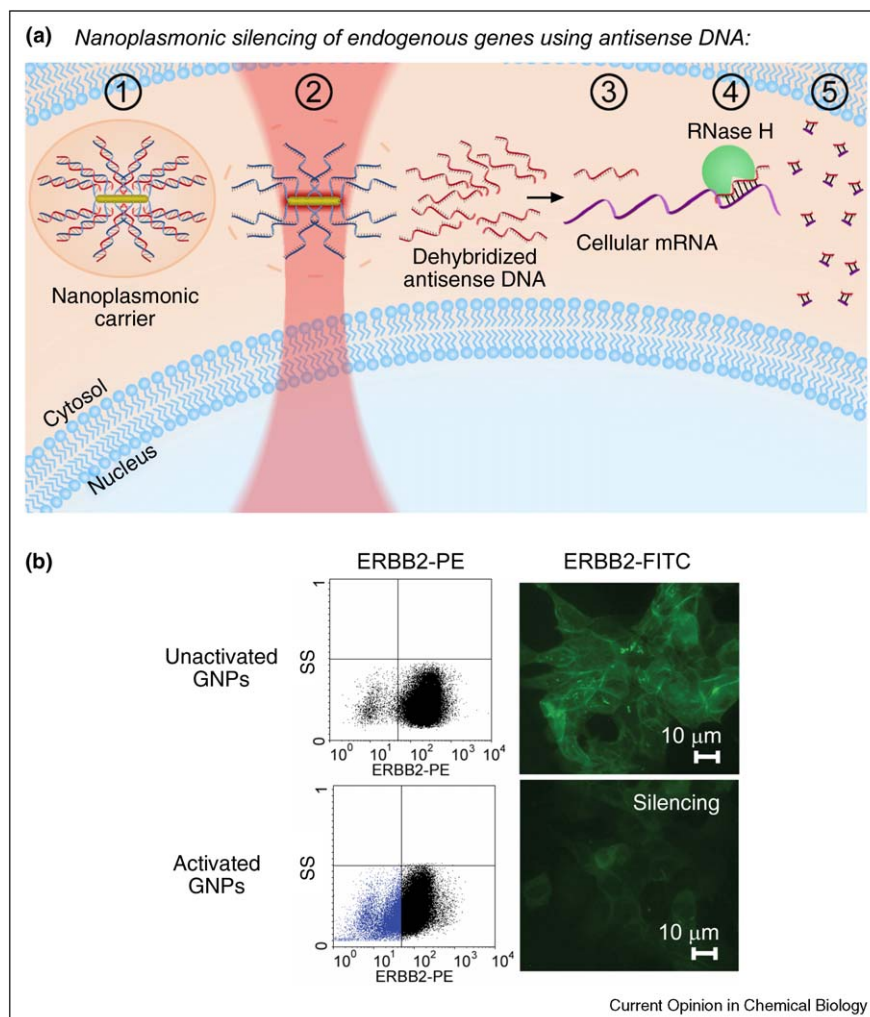 (a) Nanoplasmonic silencing of endogenous genes using antisense DNA:
1 2 3 4 5
RNase H
Cellular mRNA
Dehybridized
antisense DNA
Nanoplasmonic
carrier
Cytosol
Nucleus
(b)
ERBB2-PE ERBB2-FITC
Unactivated
GNPs
SS
1
0
10⁰ 10¹ 10² 10³ 10⁴
ERBB2-PE
10 μm
Activated
GNPs
SS
1
0
10⁰ 10¹ 10² 10³ 10⁴
ERBB2-PE
Silencing
10 μm
Current Opinion in Chemical Biology